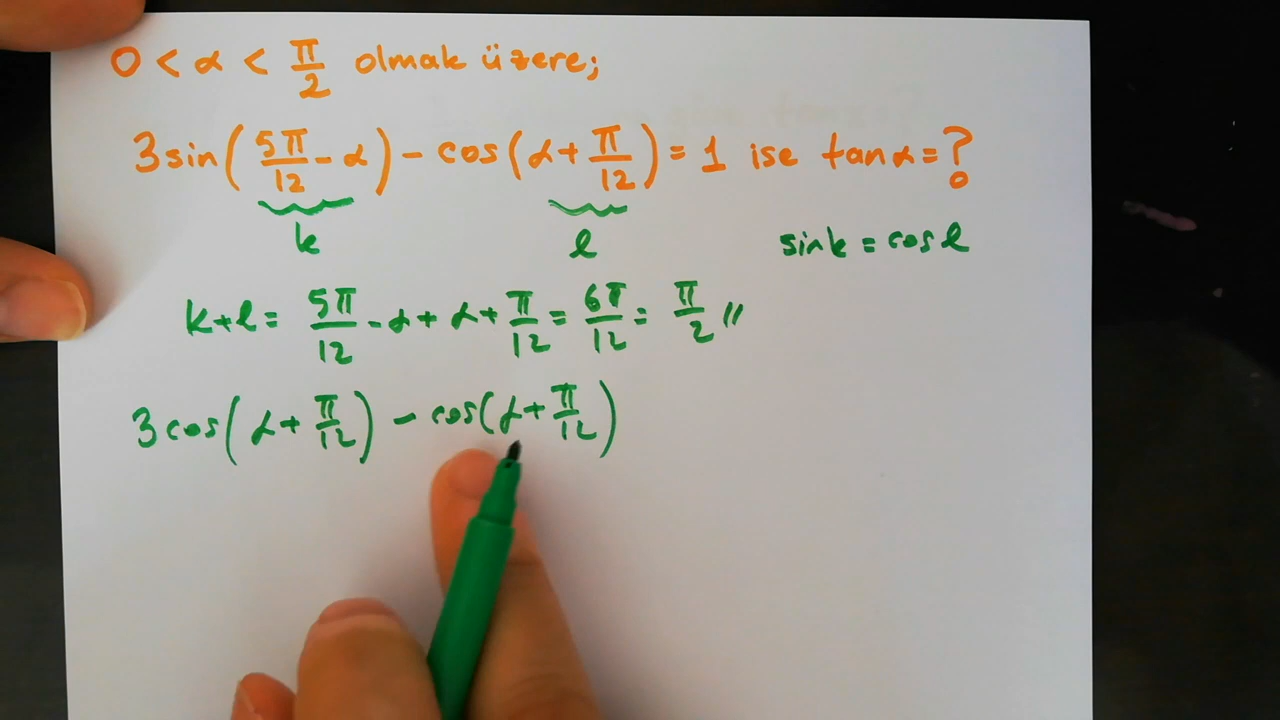 0 < α < π/2 olmak üzere;
3sin(5π/12 - α) - cos(α + π/12) = 1 ise tanα = ?
k l sink = cosl
k+l = 5π/12 - α + α + π/12 = 6π/12 = π/2 //
3cos(α + π/12) - cos(α + π/12)